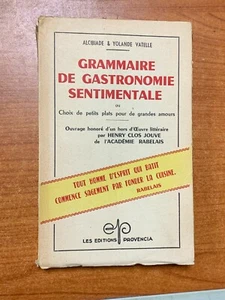 ALCIBIADE & YOLANDE VATELLE
GRAMMAIRE
DE GASTRONOMIE
SENTIMENTALE
ou
Choix de petits plats pour de grandes amours
Ouvrage honoré d'un hors d'Œuvre littéraire
par HENRY CLOS JOUVE
de l'ACADÉMIE RABELAIS
TOUT HOMME D'ESPRIT QUI BATIT
COMMENCE SAGEMENT PAR FONDER LA CUISINE.
RABELAIS
LES EDITIONS PROVENCIA